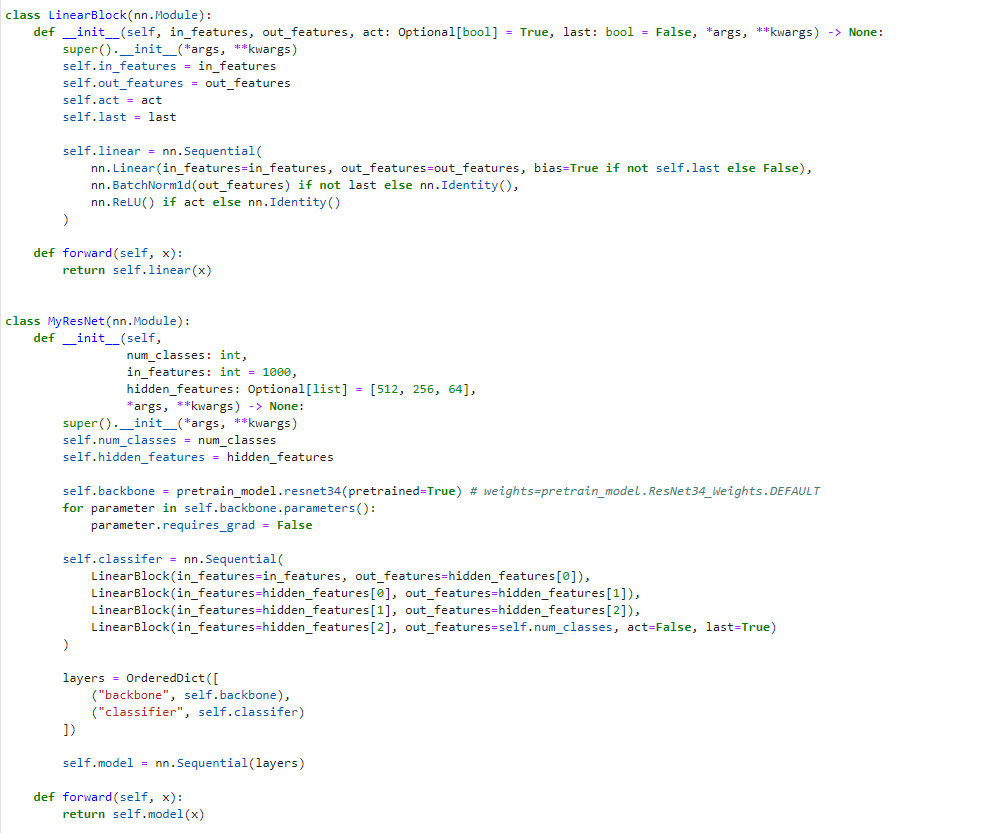 class LinearBlock(nn.Module):
    def __init__(self, in_features, out_features, act: Optional[bool] = True, last: bool = False, *args, **kwargs) -> None:
        super().__init__(*args, **kwargs)
        self.in_features = in_features
        self.out_features = out_features
        self.act = act
        self.last = last

        self.linear = nn.Sequential(
            nn.Linear(in_features=in_features, out_features=out_features, bias=True if not self.last else False),
            nn.BatchNorm1d(out_features) if not last else nn.Identity(),
            nn.ReLU() if act else nn.Identity()
        )

    def forward(self, x):
        return self.linear(x)


class MyResNet(nn.Module):
    def __init__(self,
                 num_classes: int,
                 in_features: int = 1000,
                 hidden_features: Optional[list] = [512, 256, 64],
                 *args, **kwargs) -> None:
        super().__init__(*args, **kwargs)
        self.num_classes = num_classes
        self.hidden_features = hidden_features

        self.backbone = pretrain_model.resnet34(pretrained=True) # weights=pretrain_model.ResNet34_Weights.DEFAULT
        for parameter in self.backbone.parameters():
            parameter.requires_grad = False

        self.classifer = nn.Sequential(
            LinearBlock(in_features=in_features, out_features=hidden_features[0]),
            LinearBlock(in_features=hidden_features[0], out_features=hidden_features[1]),
            LinearBlock(in_features=hidden_features[1], out_features=hidden_features[2]),
            LinearBlock(in_features=hidden_features[2], out_features=self.num_classes, act=False, last=True)
        )

        layers = OrderedDict([
            ("backbone", self.backbone),
            ("classifier", self.classifer)
        ])

        self.model = nn.Sequential(layers)

    def forward(self, x):
        return self.model(x)